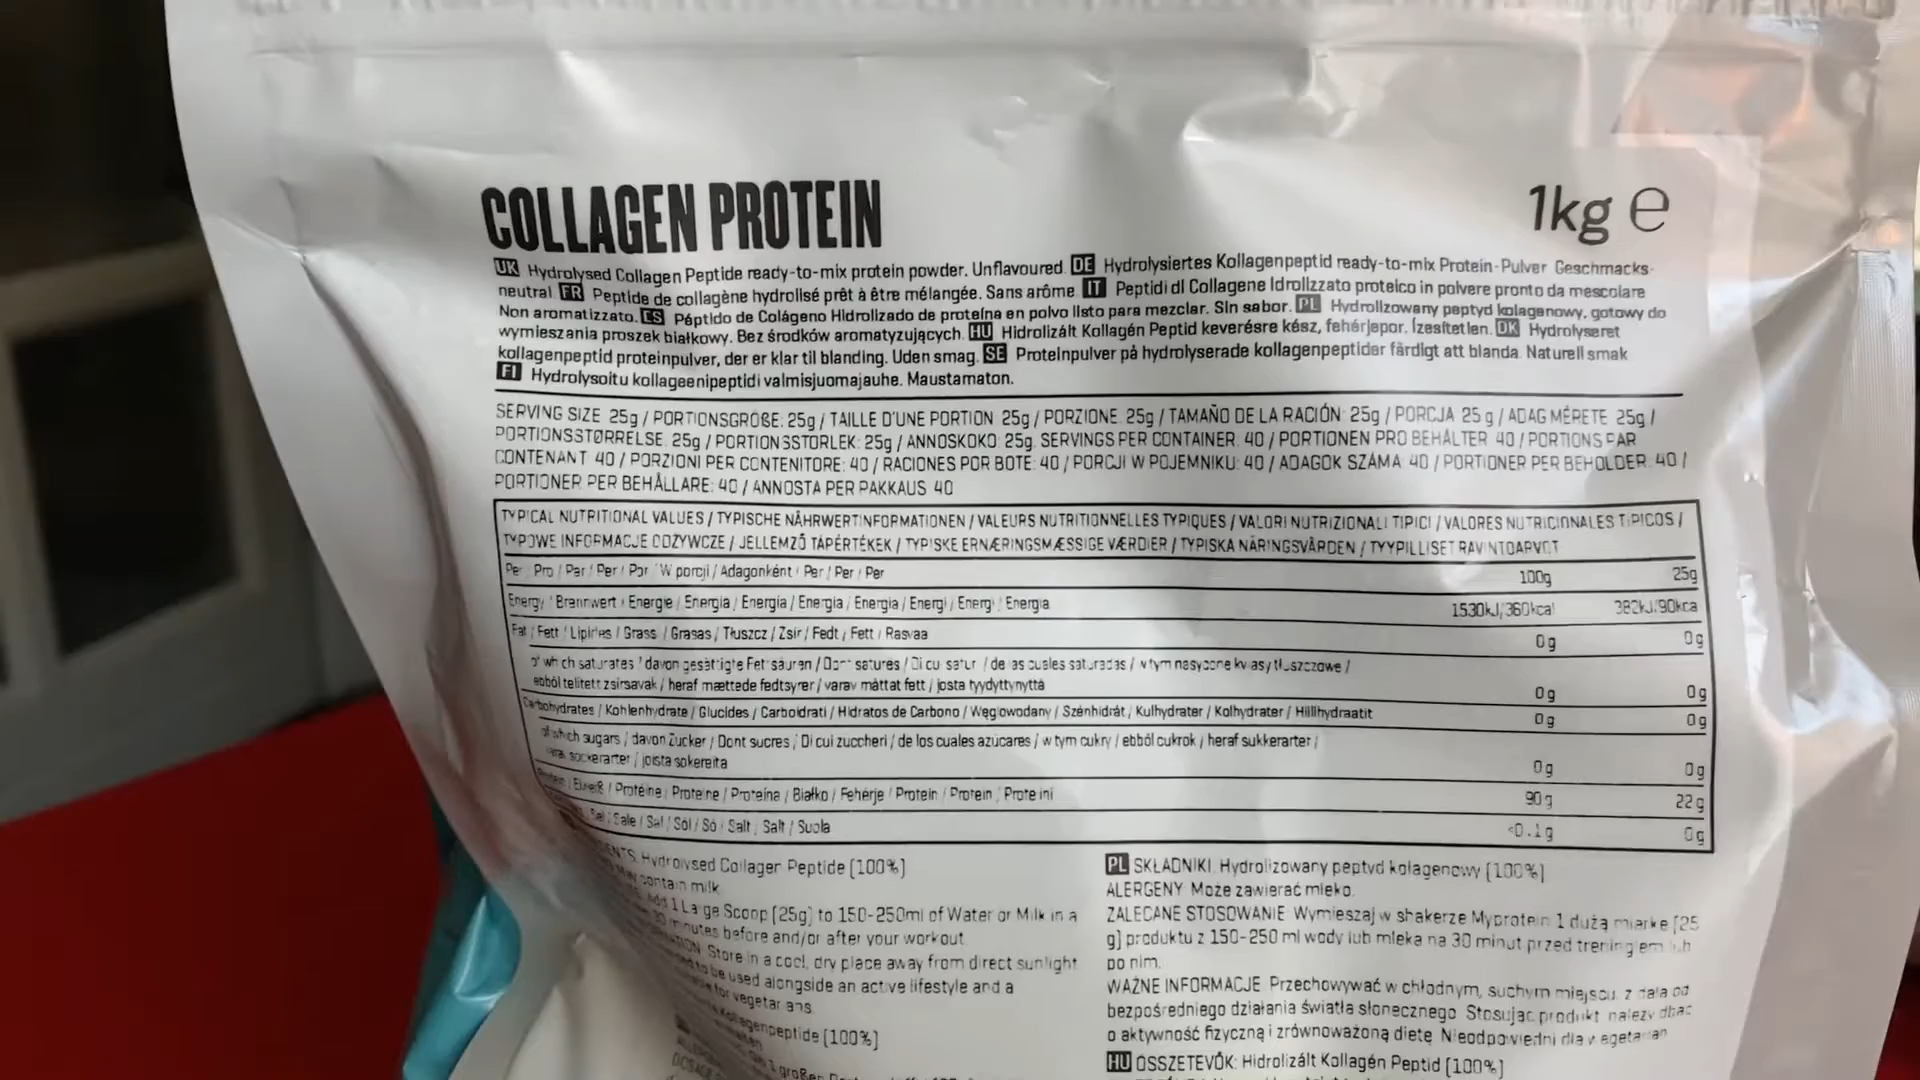 COLLAGEN PROTEIN
1kg ℮
UK Hydrolysed Collagen Peptide ready-to-mix protein powder. Unflavoured. DE Hydrolysiertes Kollagenpeptid ready-to-mix Protein-Pulver Geschmacks-
neutral. FR Peptide de collagène hydrolisé prêt à être mélangée. Sans arôme IT Peptidi di Collagene Idrolizzato proteico in polvere pronto da mescolare
Non aromatizzato. ES Péptido de Colágeno Hidrolizado de proteína en polvo listo para mezclar. Sin sabor. PL Hydrolizowany peptyd kolagenowy, gotowy do
wymieszania proszek białkowy. Bez środków aromatyzujących. HU Hidrolizált Kollagén Peptid keverésre kész, fehérjepor. Ízesítetlen. DK Hydrolyseret
kollagenpeptid proteinpulver, der er klar til blanding. Uden smag. SE Proteinpulver på hydrolyserade kollagenpeptider färdigt att blanda. Naturell smak
FI Hydrolysoitu kollageenipeptidi valmisjuomajauhe. Maustamaton.
SERVING SIZE 25g / PORTIONSGRÖßE: 25g / TAILLE D'UNE PORTION 25g / PORZIONE. 25g / TAMAÑO DE LA RACIÓN: 25g / PORCJA 25 g / ADAG MÉRETE 25g /
PORTIONSSTØRRELSE. 25g / PORTIONSSTORLEK: 25g / ANNOSKOKO: 25g. SERVINGS PER CONTAINER: 40 / PORTIONEN PRO BEHÄLTER 40 / PORTIONS PAR
CONTENANT 40 / PORZIONI PER CONTENITORE: 40 / RACIONES POR BOTE: 40 / PORCJI W POJEMNIKU: 40 / ADAGOK SZÁMA 40 / PORTIONER PER BEHOLDER. 40 /
PORTIONER PER BEHÅLLARE: 40 / ANNOSTA PER PAKKAUS 40
TYPICAL NUTRITIONAL VALUES / TYPISCHE NÄHRWERTINFORMATIONEN / VALEURS NUTRITIONNELLES TYPIQUES / VALORI NUTRIZIONALI TIPICI / VALORES NUTRICIONALES TÍPICOS /
TYPOWE INFORMACJE ODŻYWCZE / JELLEMZŐ TÁPÉRTÉKEK / TYPISKE ERNÆRINGSMÆSSIGE VÆRDIER / TYPISKA NÄRINGSVÄRDEN / TYYPILLISET RAVINTOARVOT
Per / Pro / Par / Per / Por / W porcji / Adagonként / Per / Per / Per 100g 25g
Energy / Brennwert / Energie / Energia / Energía / Energia / Energia / Energi / Energi / Energia 1530kJ/360kcal 382kJ/90kcal
Fat / Fett / Lipides / Grassi / Grasas / Tłuszcz / Zsír / Fedt / Fett / Rasvaa 0g 0g
of which saturates / davon gesättigte Fettsäuren / Dont saturés / Di cui saturi / de las cuales saturadas / w tym nasycone kwasy tłuszczowe /
ebből telített zsírsavak / heraf mættede fedtsyrer / varav mättat fett / josta tyydyttynyttä 0g 0g
Carbohydrates / Kohlenhydrate / Glucides / Carboidrati / Hidratos de Carbono / Węglowodany / Szénhidrát / Kulhydrater / Kolhydrater / Hiilihydraatit 0g 0g
of which sugars / davon Zucker / Dont sucres / Di cui zuccheri / de los cuales azúcares / w tym cukry / ebből cukrok / heraf sukkerarter /
varav sockerarter / joista sokereita 0g 0g
Protein / Eiweiß / Protéine / Proteine / Proteína / Białko / Fehérje / Protein / Protein / Proteiini 90g 22g
Sel / Sale / Sal / Sól / Só / Salt / Salt / Suola <0.1g 0g
Hydrolysed Collagen Peptide [100%]
May contain milk
Add 1 Large Scoop [25g] to 150-250ml of Water or Milk in a
30 minutes before and/or after your workout
Store in a cool, dry place away from direct sunlight
to be used alongside an active lifestyle and a
for vegetarians
[100%]
PL SKŁADNIKI. Hydrolizowany peptyd kolagenowy [100%]
ALERGENY Może zawierać mleko.
ZALECANE STOSOWANIE Wymieszaj w shakerze Myprotein 1 dużą miarkę [25
g] produktu z 150-250 ml wody lub mleka na 30 minut przed treningiem lub
po nim.
WAŻNE INFORMACJE Przechowywać w chłodnym, suchym miejscu z dala od
bezpośredniego działania światła słonecznego Stosując produkt należy dbać
o aktywność fizyczną i zrównoważoną dietę Nieodpowiedni dla wegetarian
HU ÖSSZETEVŐK: Hidrolizált Kollagén Peptid [100%]